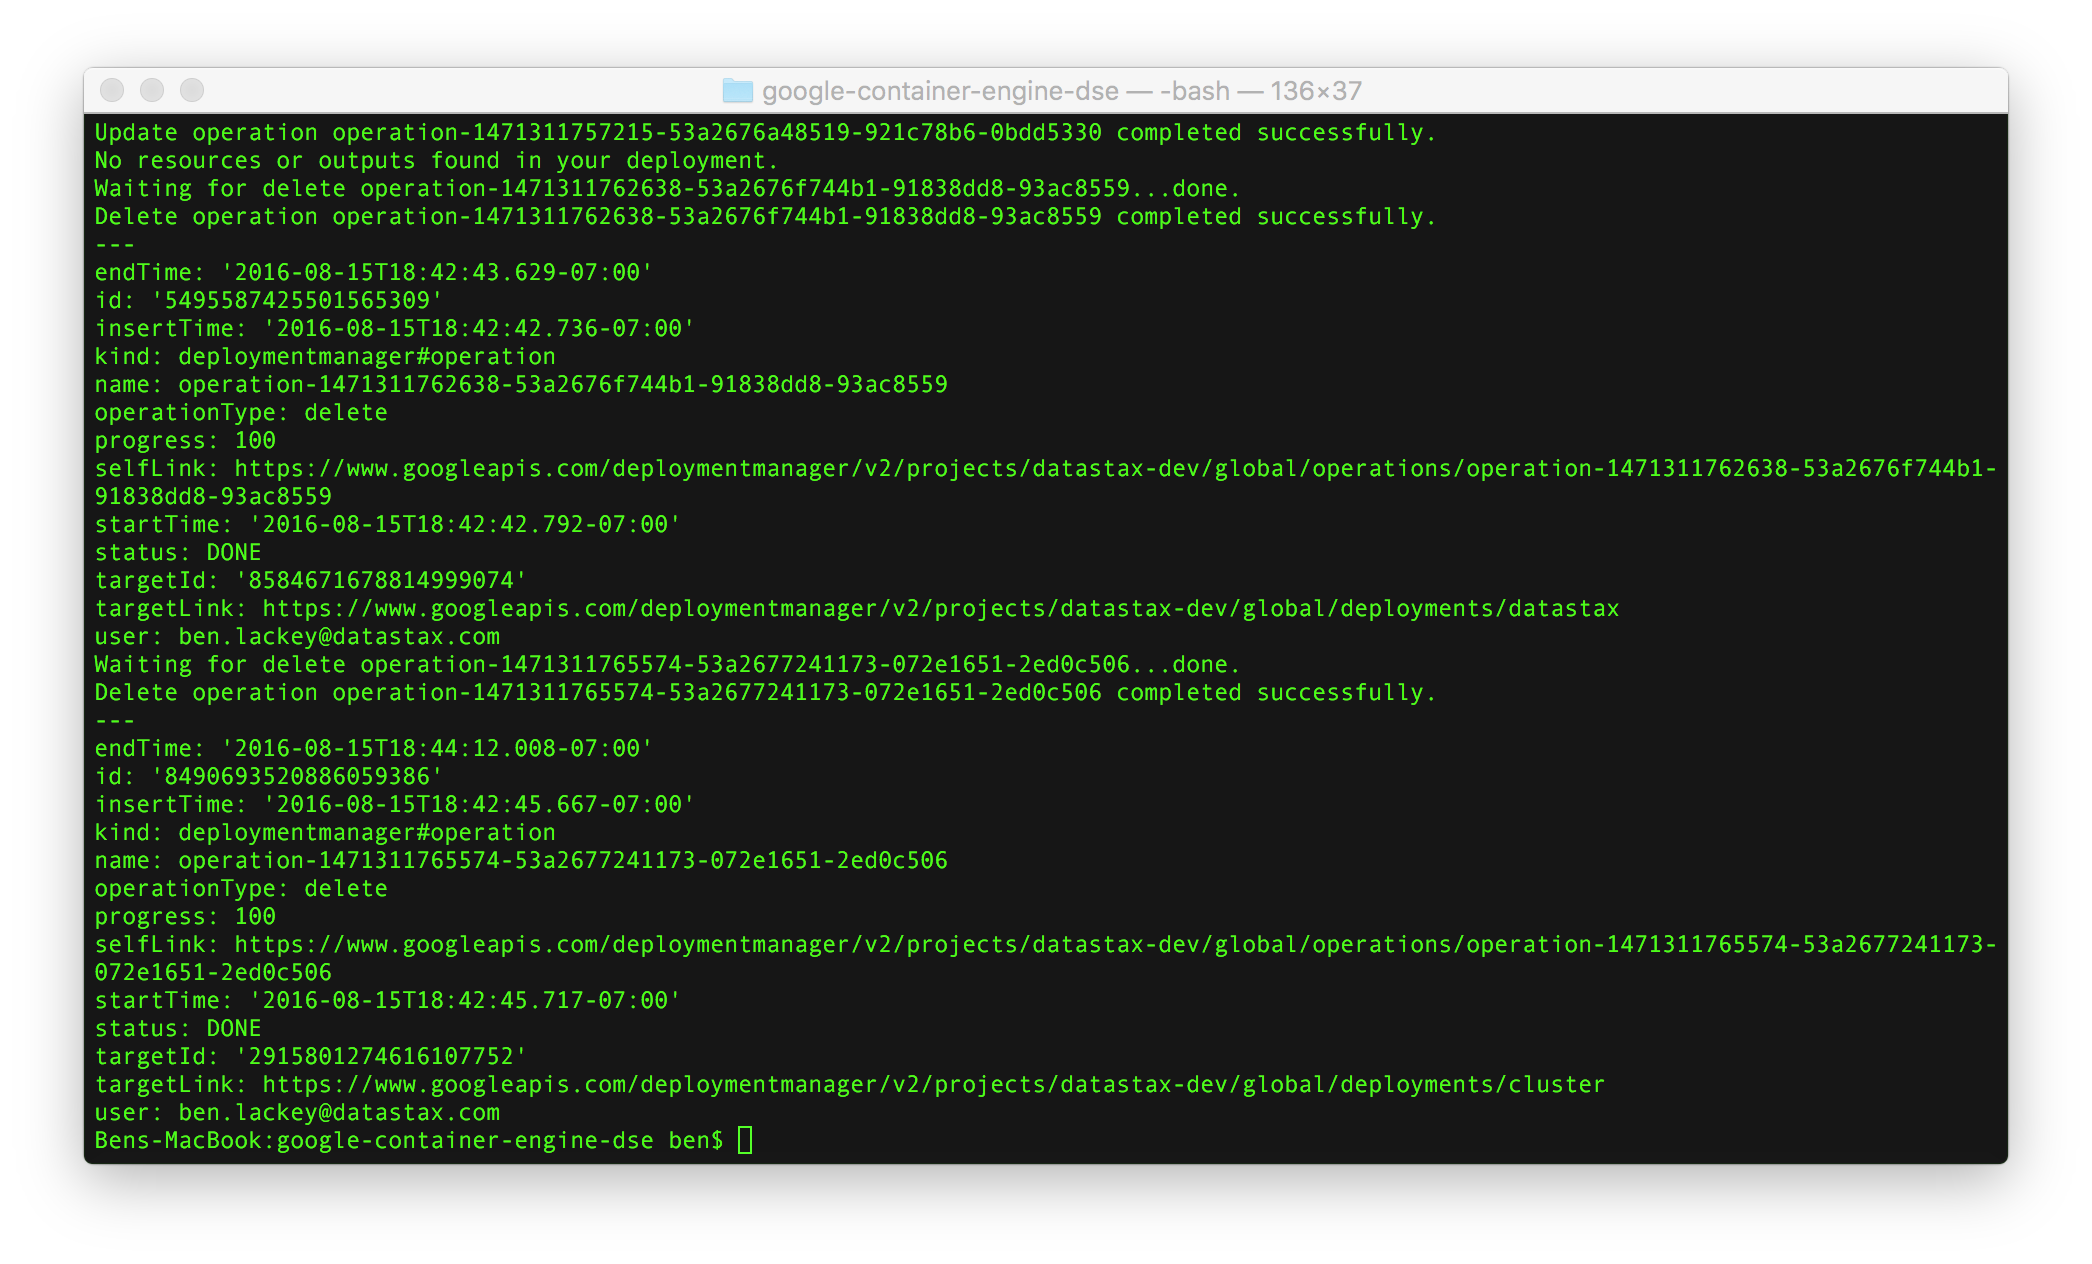 google-container-engine-dse — -bash — 136×37
Update operation operation-1471311757215-53a2676a48519-921c78b6-0bdd5330 completed successfully.
No resources or outputs found in your deployment.
Waiting for delete operation-1471311762638-53a2676f744b1-91838dd8-93ac8559...done.
Delete operation operation-1471311762638-53a2676f744b1-91838dd8-93ac8559 completed successfully.
---
endTime: '2016-08-15T18:42:43.629-07:00'
id: '5495587425501565309'
insertTime: '2016-08-15T18:42:42.736-07:00'
kind: deploymentmanager#operation
name: operation-1471311762638-53a2676f744b1-91838dd8-93ac8559
operationType: delete
progress: 100
selfLink: https://www.googleapis.com/deploymentmanager/v2/projects/datastax-dev/global/operations/operation-1471311762638-53a2676f744b1-
91838dd8-93ac8559
startTime: '2016-08-15T18:42:42.792-07:00'
status: DONE
targetId: '8584671678814999074'
targetLink: https://www.googleapis.com/deploymentmanager/v2/projects/datastax-dev/global/deployments/datastax
user: ben.lackey@datastax.com
Waiting for delete operation-1471311765574-53a2677241173-072e1651-2ed0c506...done.
Delete operation operation-1471311765574-53a2677241173-072e1651-2ed0c506 completed successfully.
---
endTime: '2016-08-15T18:44:12.008-07:00'
id: '8490693520886059386'
insertTime: '2016-08-15T18:42:45.667-07:00'
kind: deploymentmanager#operation
name: operation-1471311765574-53a2677241173-072e1651-2ed0c506
operationType: delete
progress: 100
selfLink: https://www.googleapis.com/deploymentmanager/v2/projects/datastax-dev/global/operations/operation-1471311765574-53a2677241173-
072e1651-2ed0c506
startTime: '2016-08-15T18:42:45.717-07:00'
status: DONE
targetId: '2915801274616107752'
targetLink: https://www.googleapis.com/deploymentmanager/v2/projects/datastax-dev/global/deployments/cluster
user: ben.lackey@datastax.com
Bens-MacBook:google-container-engine-dse ben$